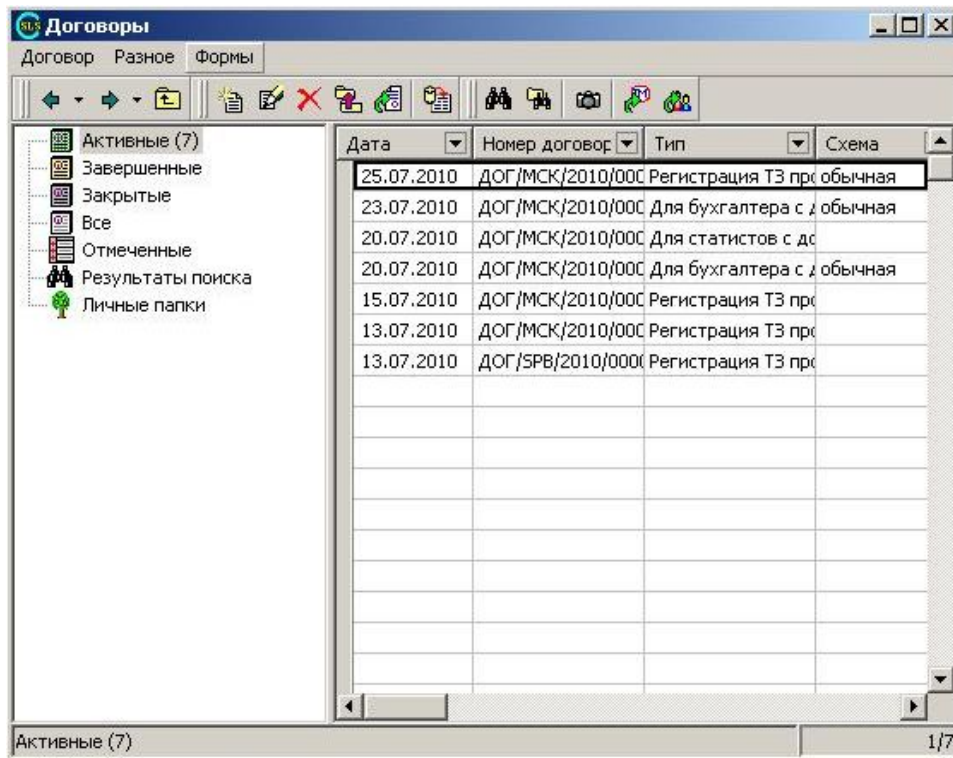 SLS Договоры
Договор Разное Формы
Активные (7)
Завершенные
Закрытые
Все
Отмеченные
Результаты поиска
Личные папки
Дата Номер договор Тип Схема
25.07.2010 ДОГ/МСК/2010/000 Регистрация ТЗ про обычная
23.07.2010 ДОГ/МСК/2010/000 Для бухгалтера с д обычная
20.07.2010 ДОГ/МСК/2010/000 Для статистов с до
20.07.2010 ДОГ/МСК/2010/000 Для бухгалтера с д обычная
15.07.2010 ДОГ/МСК/2010/000 Регистрация ТЗ про
13.07.2010 ДОГ/МСК/2010/000 Регистрация ТЗ про
13.07.2010 ДОГ/SPB/2010/0000 Регистрация ТЗ про
Активные (7) 1/7